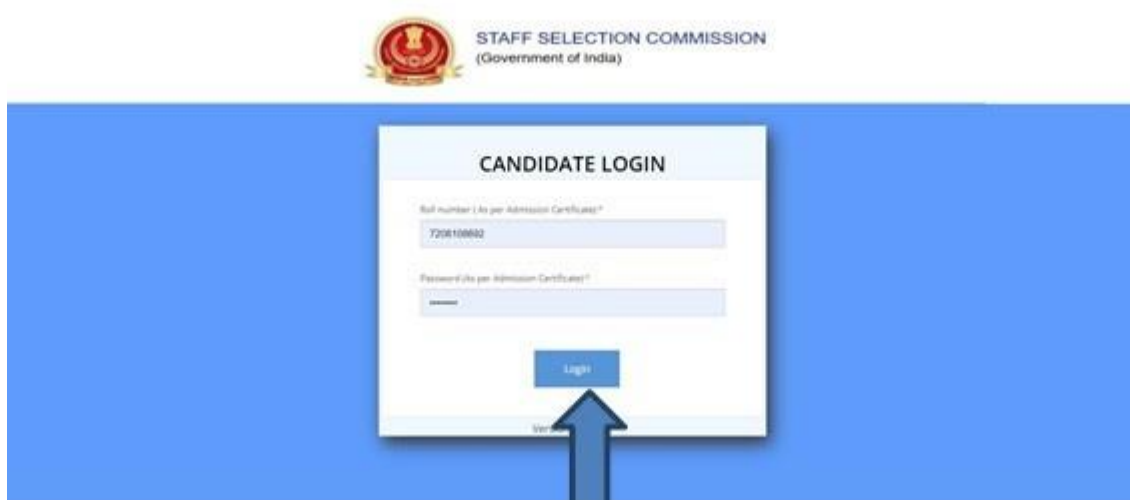 STAFF SELECTION COMMISSION
(Government of India)
CANDIDATE LOGIN
Roll number ( As per Admission Certificate) *
Password (As per Admission Certificate) *
Login